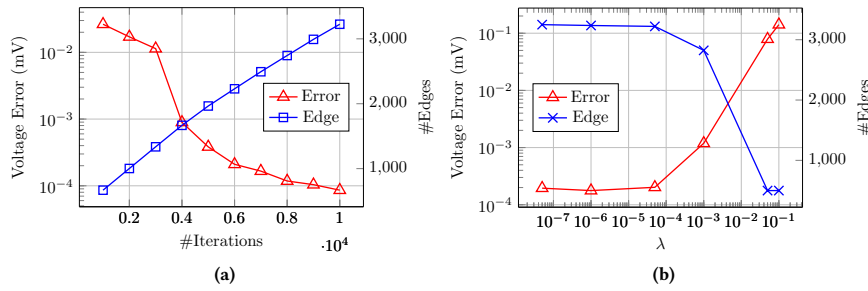 Voltage Error (mV)
10⁻²
10⁻³
10⁻⁴
3,000
2,000
1,000
#Edges
Error
Edge
0.2 0.4 0.6 0.8 1
#Iterations
·10⁴
(a)
Voltage Error (mV)
10⁻¹
10⁻²
10⁻³
10⁻⁴
3,000
2,000
1,000
#Edges
Error
Edge
10⁻⁷ 10⁻⁶ 10⁻⁵ 10⁻⁴ 10⁻³ 10⁻² 10⁻¹
λ
(b)